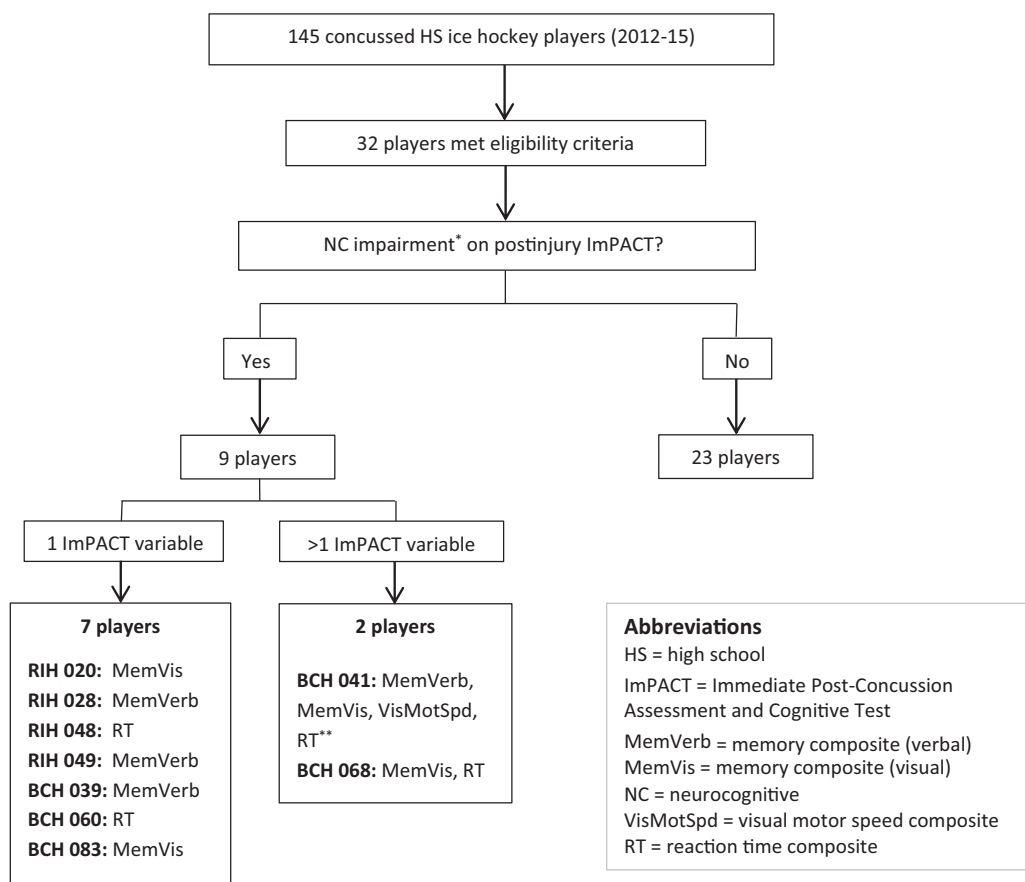 145 concussed HS ice hockey players (2012-15)
32 players met eligibility criteria
NC impairment* on postinjury ImPACT?
Yes
No
9 players
23 players
1 ImPACT variable
>1 ImPACT variable
7 players
RIH 020: MemVis
RIH 028: MemVerb
RIH 048: RT
RIH 049: MemVerb
BCH 039: MemVerb
BCH 060: RT
BCH 083: MemVis
2 players
BCH 041: MemVerb,
MemVis, VisMotSpd,
RT**
BCH 068: MemVis, RT
Abbreviations
HS = high school
ImPACT = Immediate Post-Concussion
Assessment and Cognitive Test
MemVerb = memory composite (verbal)
MemVis = memory composite (visual)
NC = neurocognitive
VisMotSpd = visual motor speed composite
RT = reaction time composite